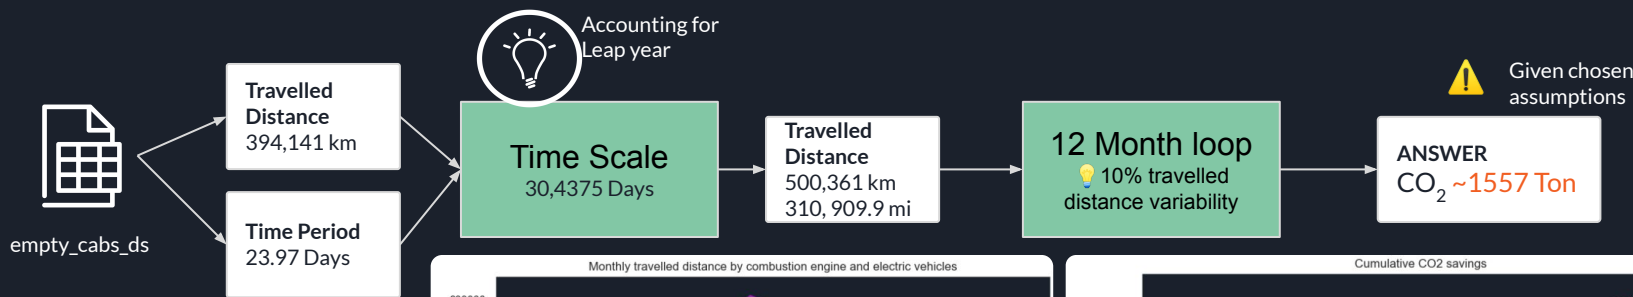 Accounting for
Leap year
Given chosen
assumptions
Travelled
Distance
394,141 km
Time Scale
30,4375 Days
Travelled
Distance
500,361 km
310, 909.9 mi
12 Month loop
💡10% travelled
distance variability
ANSWER
CO2 ~1557 Ton
empty_cabs_ds
Time Period
23.97 Days
Monthly travelled distance by combustion engine and electric vehicles
Cumulative CO2 savings